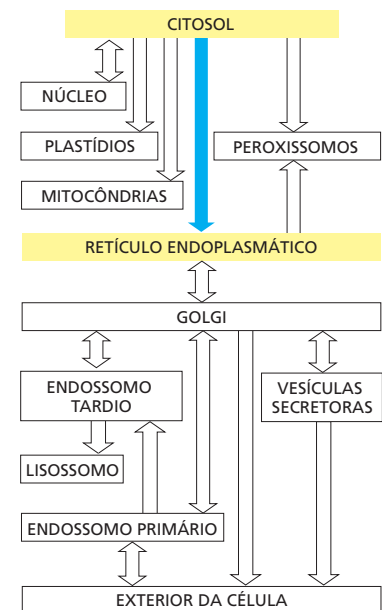 CITOSOL
NÚCLEO
PLASTÍDIOS
PEROXISSOMOS
MITOCÔNDRIAS
RETÍCULO ENDOPLASMÁTICO
GOLGI
ENDOSSOMO
TARDIO
VESÍCULAS
SECRETORAS
LISOSSOMO
ENDOSSOMO PRIMÁRIO
EXTERIOR DA CÉLULA